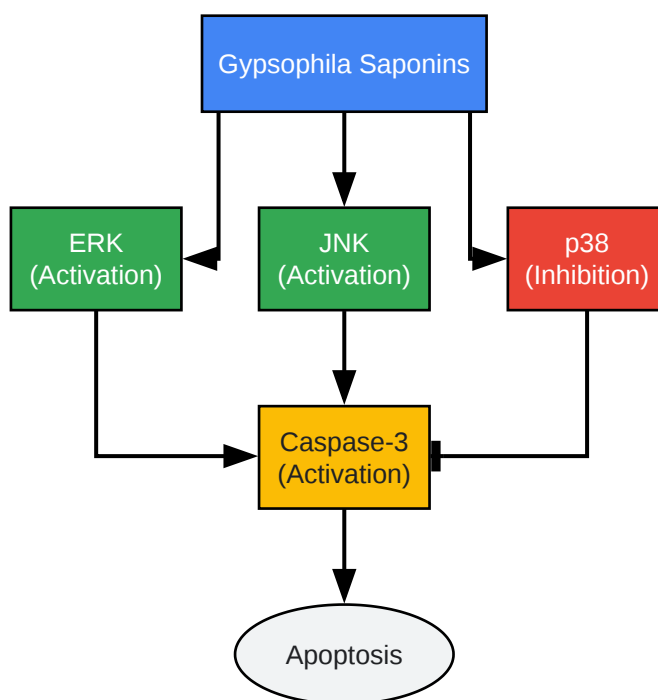 Gypsophila Saponins
ERK
(Activation)
JNK
(Activation)
p38
(Inhibition)
Caspase-3
(Activation)
Apoptosis